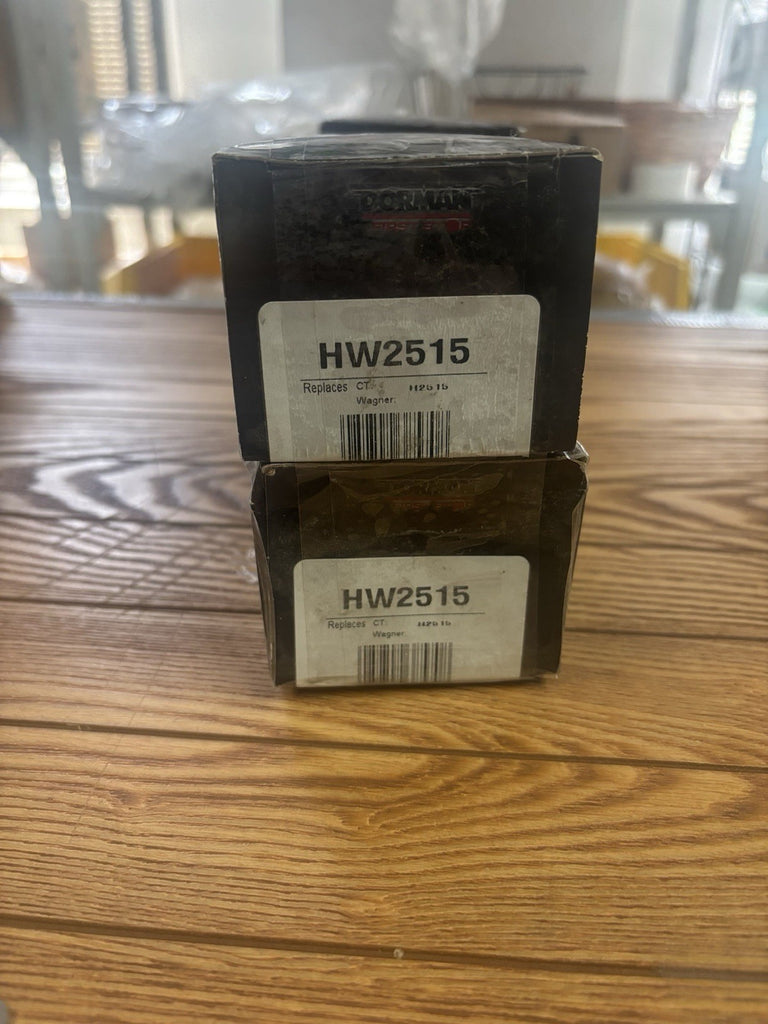 DORMAN
HW2515
Replaces CT: H2515
Wagner:
HW2515
Replaces CT: H2515
Wagner: